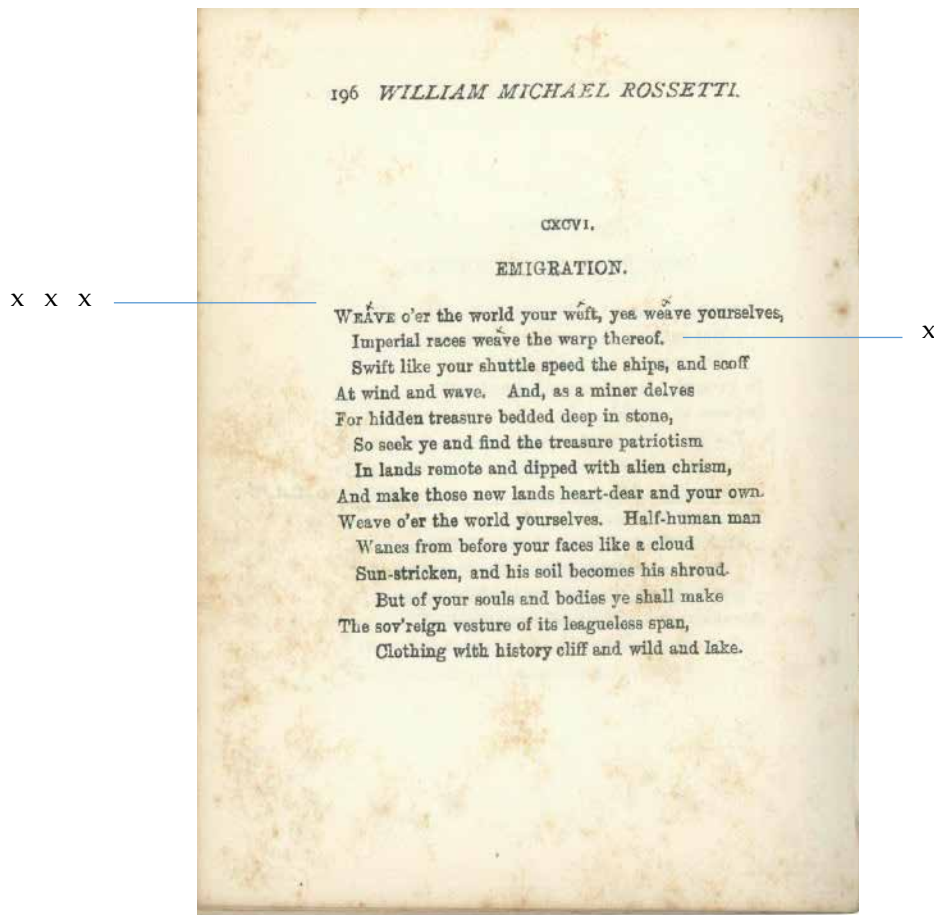 196 WILLIAM MICHAEL ROSSETTI.
CXCVI.
EMIGRATION.
x x x
WEAVE o'er the world your weft, yea weave yourselves,
Imperial races weave the warp thereof.
x
Swift like your shuttle speed the ships, and scoff
At wind and wave. And, as a miner delves
For hidden treasure bedded deep in stone,
So seek ye and find the treasure patriotism
In lands remote and dipped with alien chrism,
And make those new lands heart-dear and your own.
Weave o'er the world yourselves. Half-human man
Wanes from before your faces like a cloud
Sun-stricken, and his soil becomes his shroud.
But of your souls and bodies ye shall make
The sov'reign vesture of its leagueless span,
Clothing with history cliff and wild and lake.